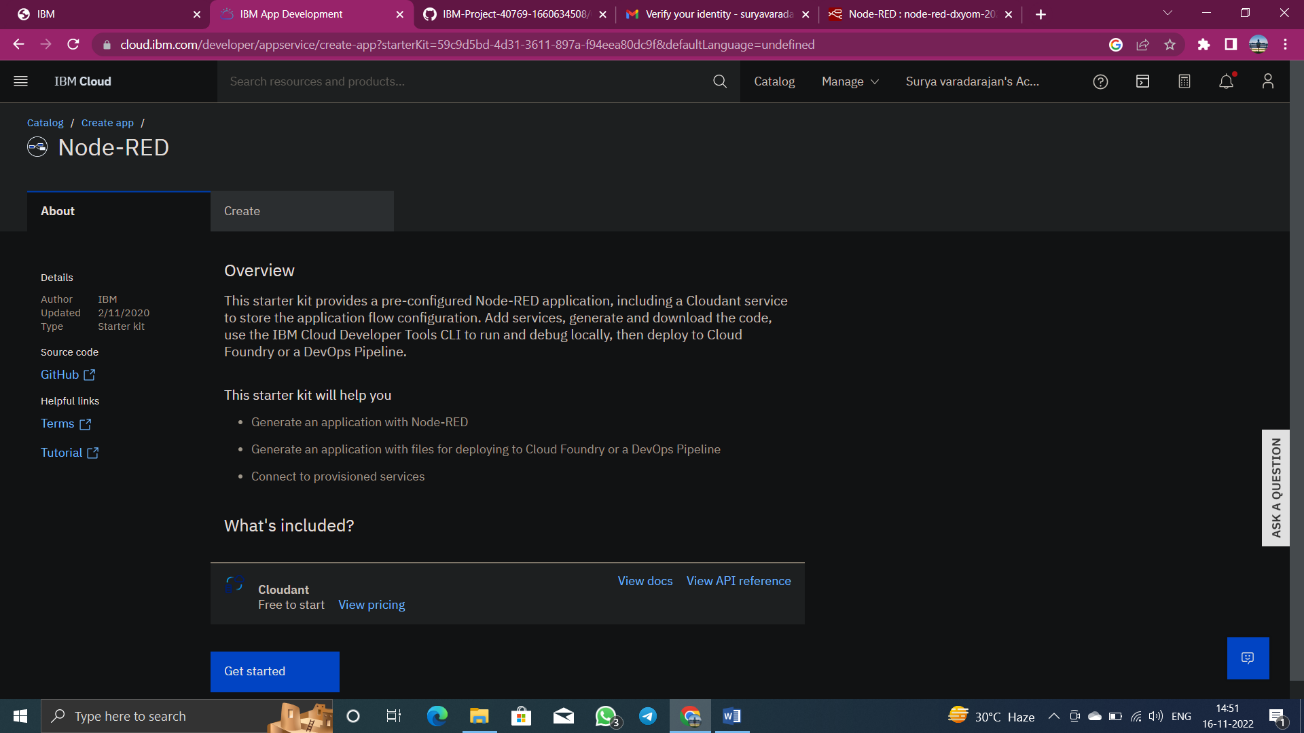 IBM
IBM App Development
IBM-Project-40769-1660634508/
Verify your identity - suryavarada
Node-RED : node-red-dxyom-20
cloud.ibm.com/developer/appservice/create-app?starterKit=59c9d5bd-4d31-3611-897a-f94eea80dc9f&defaultLanguage=undefined
IBM Cloud
Search resources and products...
Catalog
Manage
Surya varadarajan's Ac...
Catalog / Create app /
Node-RED
About
Create
Details
Author IBM
Updated 2/11/2020
Type Starter kit
Source code
GitHub
Helpful links
Terms
Tutorial
Overview
This starter kit provides a pre-configured Node-RED application, including a Cloudant service
to store the application flow configuration. Add services, generate and download the code,
use the IBM Cloud Developer Tools CLI to run and debug locally, then deploy to Cloud
Foundry or a DevOps Pipeline.
This starter kit will help you
• Generate an application with Node-RED
• Generate an application with files for deploying to Cloud Foundry or a DevOps Pipeline
• Connect to provisioned services
What's included?
Cloudant
Free to start View pricing
View docs View API reference
Get started
ASK A QUESTION
Type here to search
3
30°C Haze
ENG
14:51
16-11-2022
1